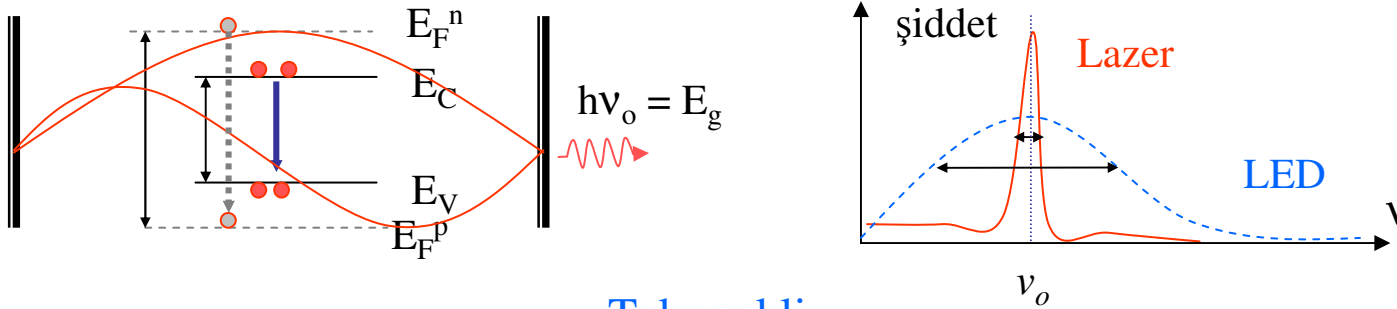 E_F^n
E_C
hν_o = E_g
E_V
E_F^p
şiddet
Lazer
LED
ν
ν_o